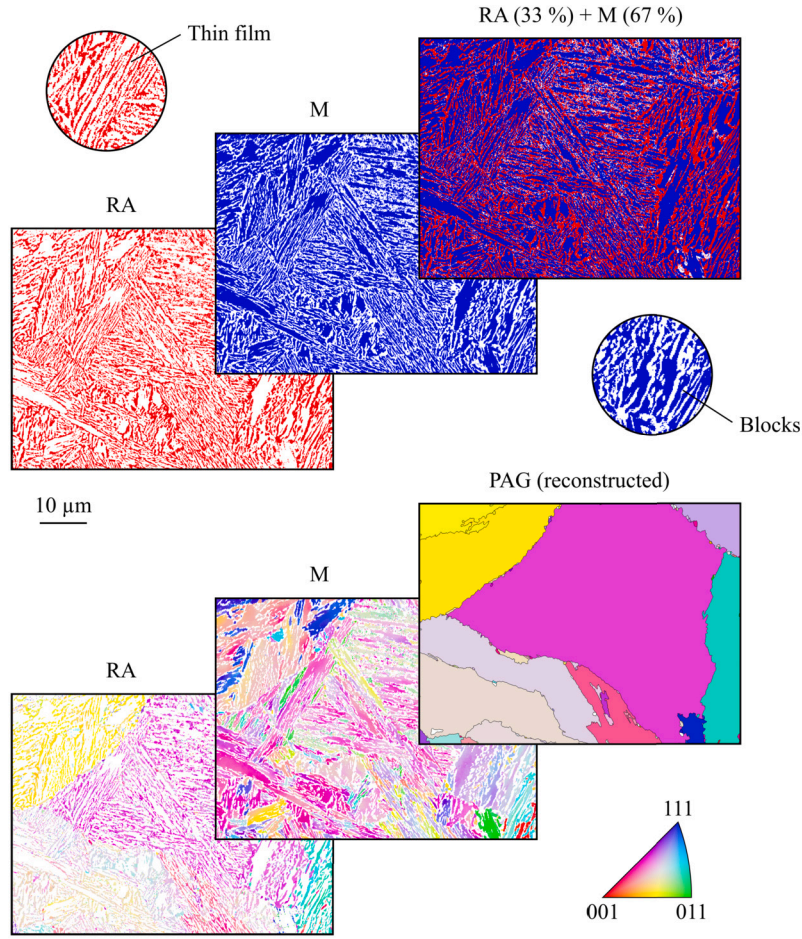 RA (33 %) + M (67 %)
Thin film
M
RA
Blocks
PAG (reconstructed)
10 µm
M
RA
111
001
011